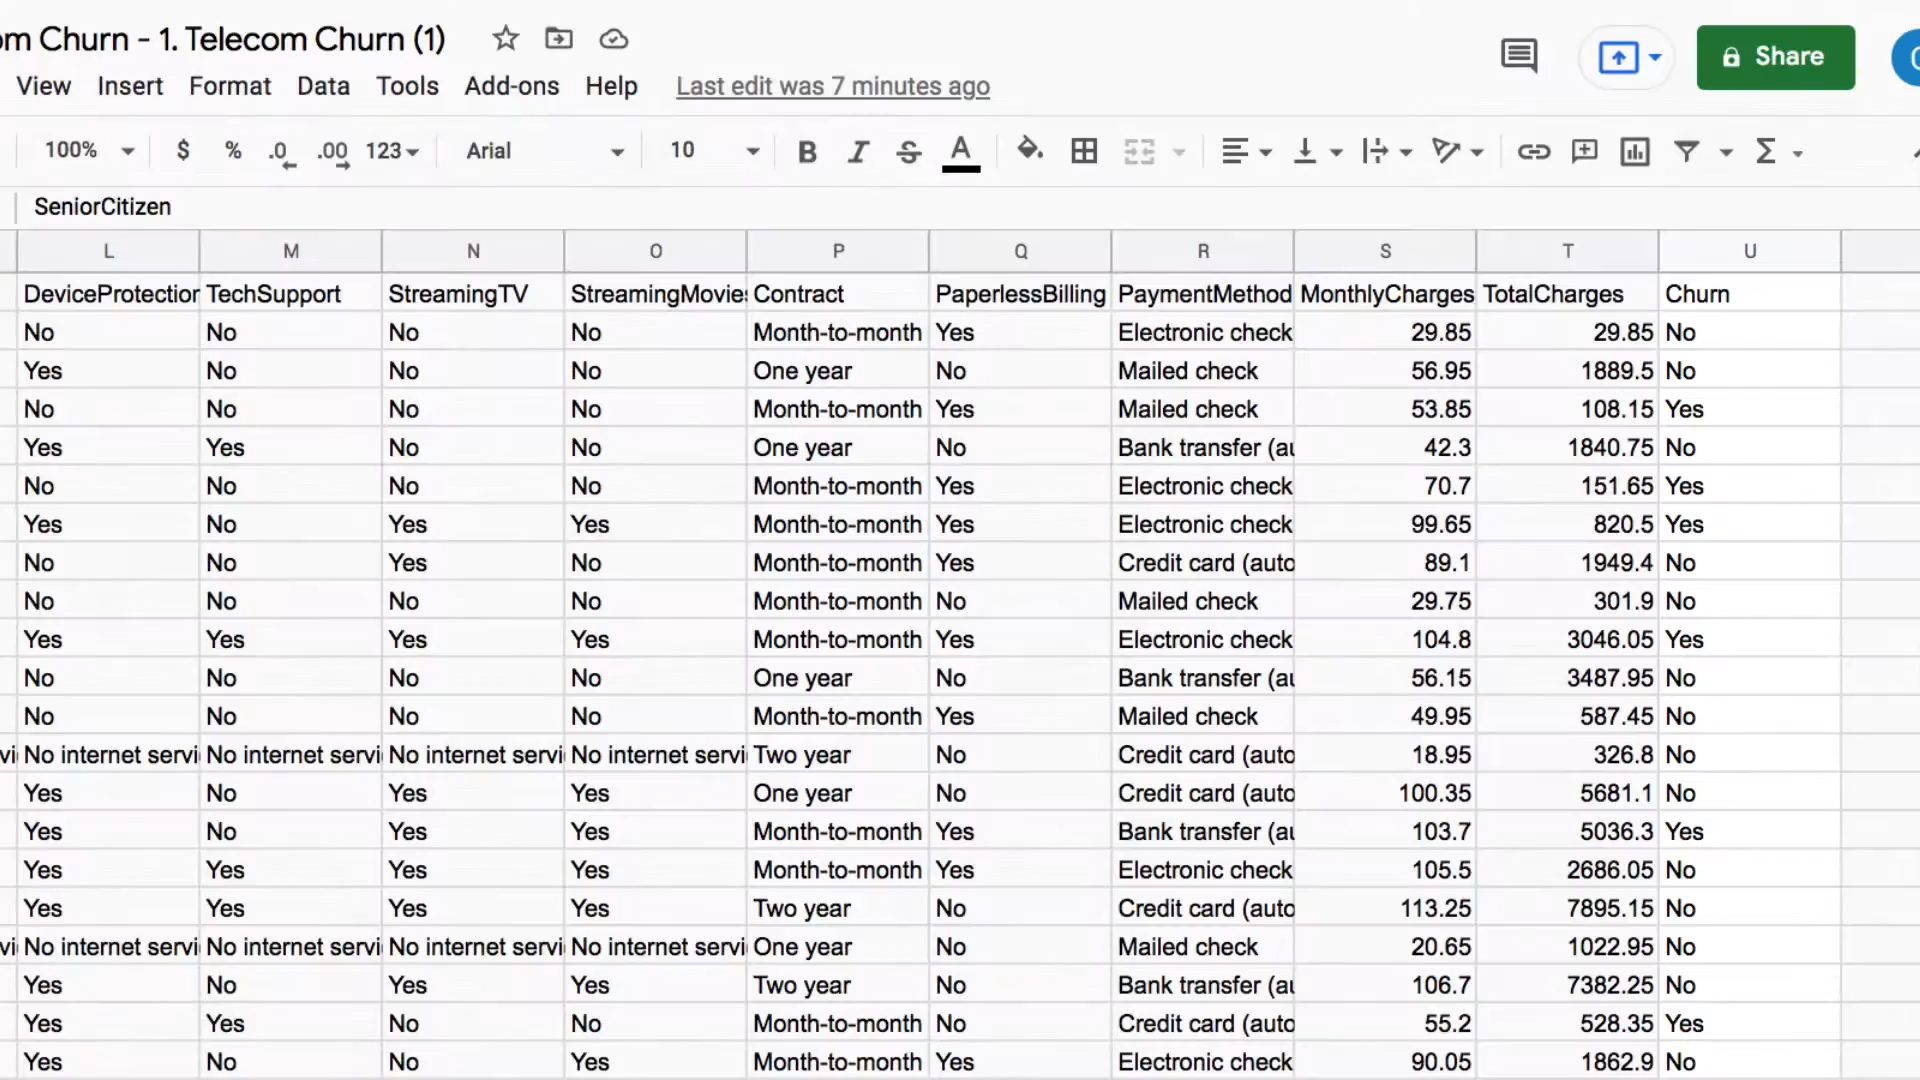 om Churn - 1. Telecom Churn (1)
View Insert Format Data Tools Add-ons Help Last edit was 7 minutes ago
Share
100% $ % .0 .00 123 Arial 10 B I S A Σ
SeniorCitizen
L M N O P Q R S T U
DeviceProtection TechSupport StreamingTV StreamingMovies Contract PaperlessBilling PaymentMethod MonthlyCharges TotalCharges Churn
No No No No Month-to-month Yes Electronic check 29.85 29.85 No
Yes No No No One year No Mailed check 56.95 1889.5 No
No No No No Month-to-month Yes Mailed check 53.85 108.15 Yes
Yes Yes No No One year No Bank transfer (au 42.3 1840.75 No
No No No No Month-to-month Yes Electronic check 70.7 151.65 Yes
Yes No Yes Yes Month-to-month Yes Electronic check 99.65 820.5 Yes
No No Yes No Month-to-month Yes Credit card (auto 89.1 1949.4 No
No No No No Month-to-month No Mailed check 29.75 301.9 No
Yes Yes Yes Yes Month-to-month Yes Electronic check 104.8 3046.05 Yes
No No No No One year No Bank transfer (au 56.15 3487.95 No
No No No No Month-to-month Yes Mailed check 49.95 587.45 No
vi No internet servi No internet servi No internet servi No internet servi Two year No Credit card (auto 18.95 326.8 No
Yes No Yes Yes One year No Credit card (auto 100.35 5681.1 No
Yes No Yes Yes Month-to-month Yes Bank transfer (au 103.7 5036.3 Yes
Yes Yes Yes Yes Month-to-month Yes Electronic check 105.5 2686.05 No
Yes Yes Yes Yes Two year No Credit card (auto 113.25 7895.15 No
vi No internet servi No internet servi No internet servi No internet servi One year No Mailed check 20.65 1022.95 No
Yes No Yes Yes Two year No Bank transfer (au 106.7 7382.25 No
Yes Yes No No Month-to-month No Credit card (auto 55.2 528.35 Yes
Yes No No Yes Month-to-month Yes Electronic check 90.05 1862.9 No